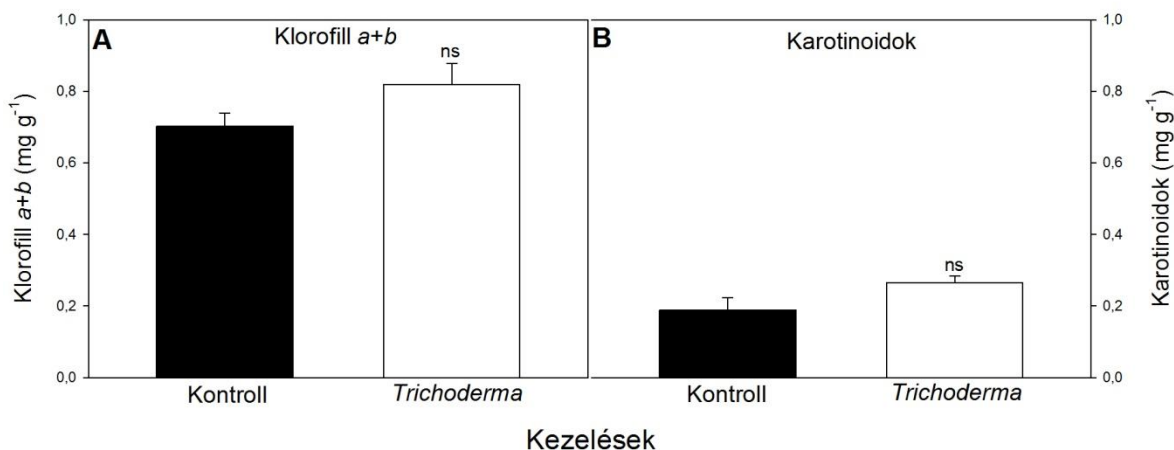 A
Klorofill a+b
ns
Klorofill a+b (mg g⁻¹)
1,0
0,8
0,6
0,4
0,2
0,0
Kontroll
Trichoderma
B
Karotinoidok
ns
Kontroll
Trichoderma
1,0
0,8
0,6
0,4
0,2
0,0
Karotinoidok (mg g⁻¹)
Kezelések